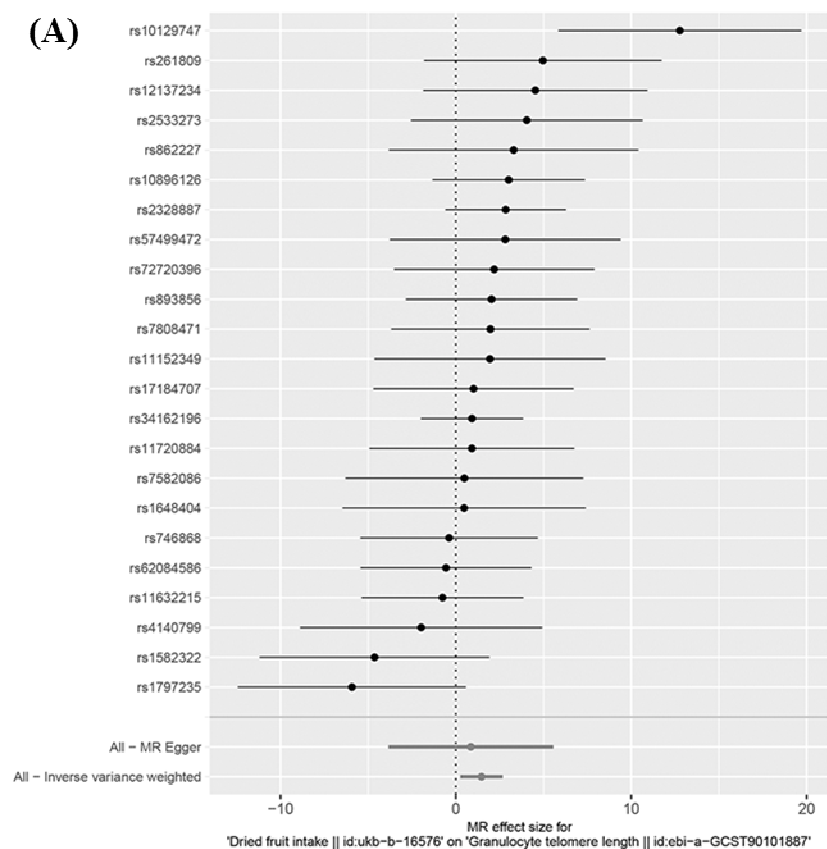 (A)
rs10129747
rs261809
rs12137234
rs2533273
rs862227
rs10896126
rs2328887
rs57499472
rs72720396
rs893856
rs7808471
rs11152349
rs17184707
rs34162196
rs11720884
rs7582086
rs1648404
rs746868
rs62084586
rs11632215
rs4140799
rs1582322
rs1797235
All − MR Egger
All − Inverse variance weighted
−10 0 10 20
MR effect size for
'Dried fruit intake || id:ukb−b−16576' on 'Granulocyte telomere length || id:ebi−a−GCST90101887'